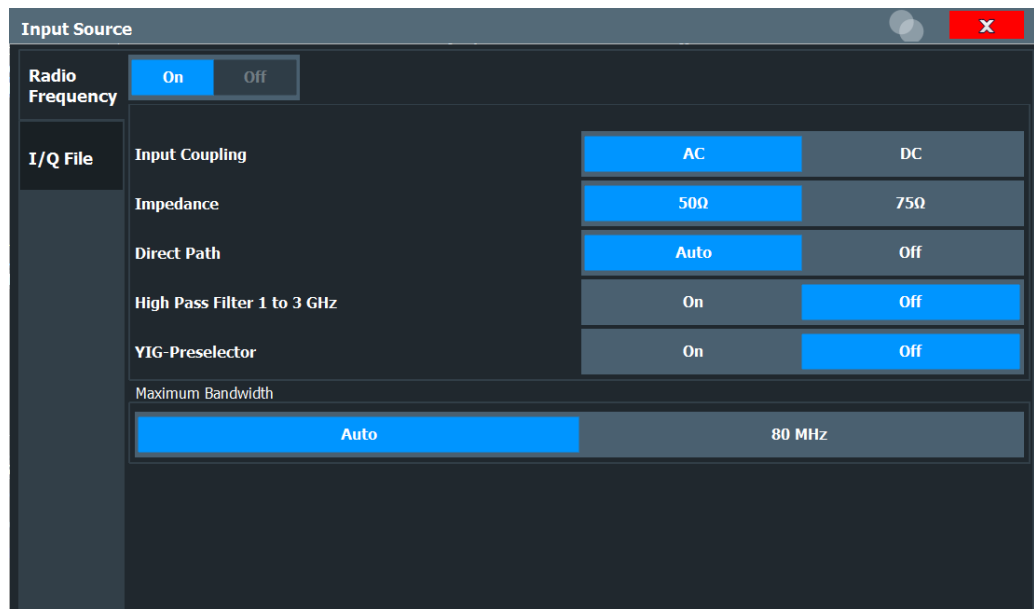 Input Source
X
Radio
Frequency
On Off
I/Q File
Input Coupling AC DC
Impedance 50Ω 75Ω
Direct Path Auto Off
High Pass Filter 1 to 3 GHz On Off
YIG-Preselector On Off
Maximum Bandwidth
Auto 80 MHz